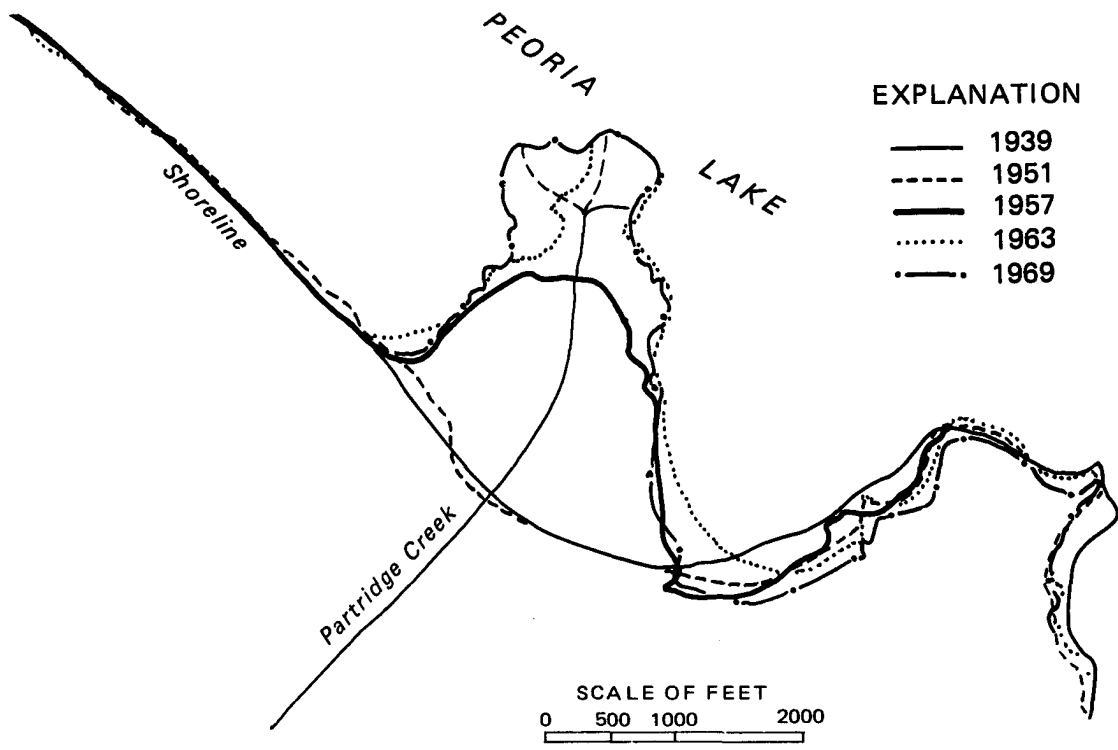 PEORIA
LAKE
Shoreline
Partridge Creek
EXPLANATION
1939
1951
1957
1963
1969
SCALE OF FEET
0 500 1000 2000